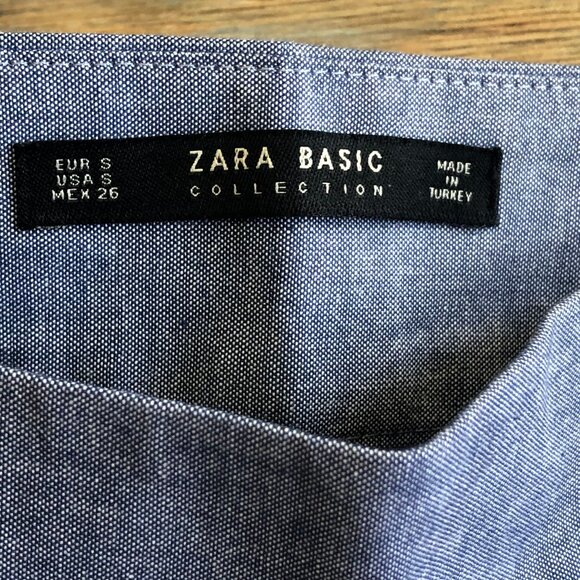 EUR S
USA S
MEX 26
ZARA BASIC
COLLECTION
MADE
IN
TURKEY